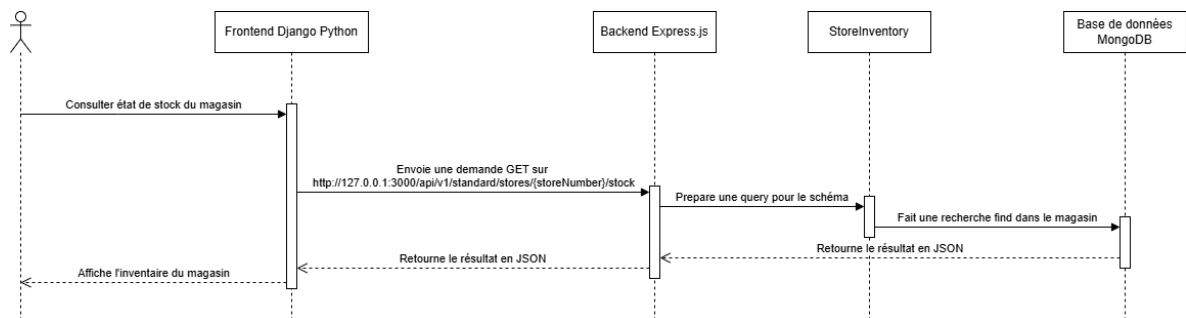 Frontend Django Python
Backend Express.js
StoreInventory
Base de données
MongoDB
Consulter état de stock du magasin
Envoie une demande GET sur
http://127.0.0.1:3000/api/v1/standard/stores/{storeNumber}/stock
Prepare une query pour le schéma
Fait une recherche find dans le magasin
Retourne le résultat en JSON
Retourne le résultat en JSON
Affiche l'inventaire du magasin